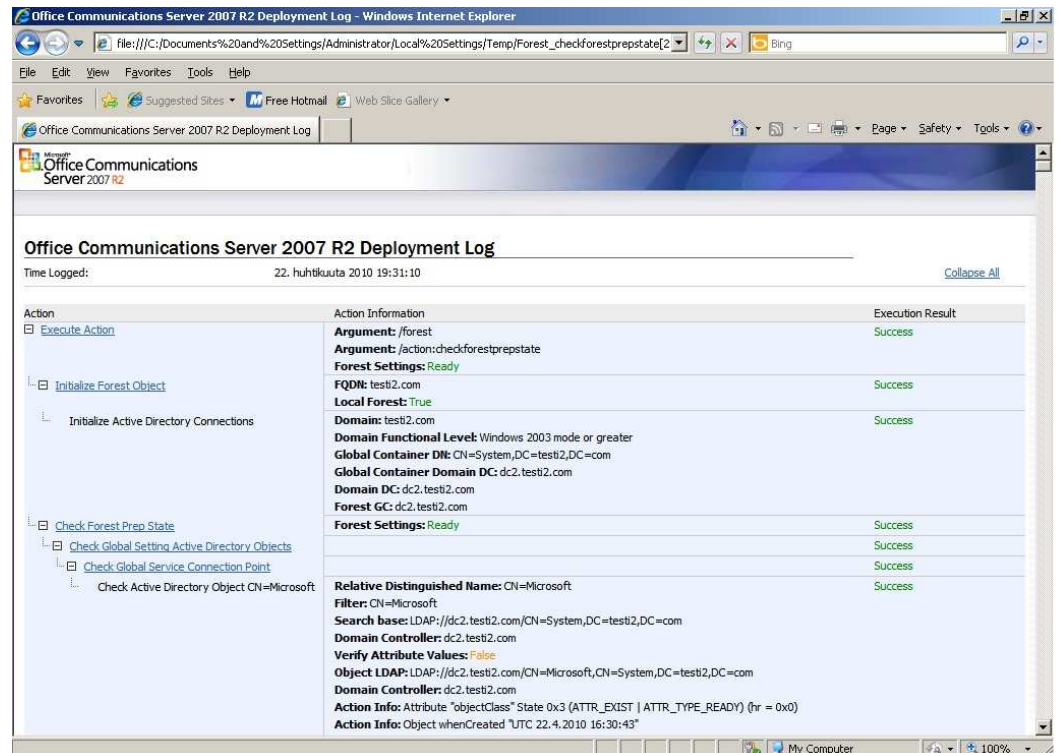 Office Communications Server 2007 R2 Deployment Log - Windows Internet Explorer
file:///C:/Documents%20and%20Settings/Administrator/Local%20Settings/Temp/Forest_checkforestprepstate[2
Bing
File Edit View Favorites Tools Help
Favorites Suggested Sites Free Hotmail Web Slice Gallery
Office Communications Server 2007 R2 Deployment Log
Page Safety Tools
Microsoft
Office Communications
Server 2007 R2
Office Communications Server 2007 R2 Deployment Log
Time Logged: 22. huhtikuuta 2010 19:31:10 Collapse All
Action Action Information Execution Result
Execute Action Argument: /forest Success
Argument: /action:checkforestprepstate
Forest Settings: Ready
Initialize Forest Object FQDN: testi2.com Success
Local Forest: True
Initialize Active Directory Connections Domain: testi2.com Success
Domain Functional Level: Windows 2003 mode or greater
Global Container DN: CN=System,DC=testi2,DC=com
Global Container Domain DC: dc2.testi2.com
Domain DC: dc2.testi2.com
Forest GC: dc2.testi2.com
Check Forest Prep State Forest Settings: Ready Success
Check Global Setting Active Directory Objects Success
Check Global Service Connection Point Success
Check Active Directory Object CN=Microsoft Relative Distinguished Name: CN=Microsoft Success
Filter: CN=Microsoft
Search base: LDAP://dc2.testi2.com/CN=System,DC=testi2,DC=com
Domain Controller: dc2.testi2.com
Verify Attribute Values: False
Object LDAP: LDAP://dc2.testi2.com/CN=Microsoft,CN=System,DC=testi2,DC=com
Domain Controller: dc2.testi2.com
Action Info: Attribute "objectClass" State 0x3 (ATTR_EXIST | ATTR_TYPE_READY) (hr = 0x0)
Action Info: Object whenCreated "UTC 22.4.2010 16:30:43"
My Computer 100%